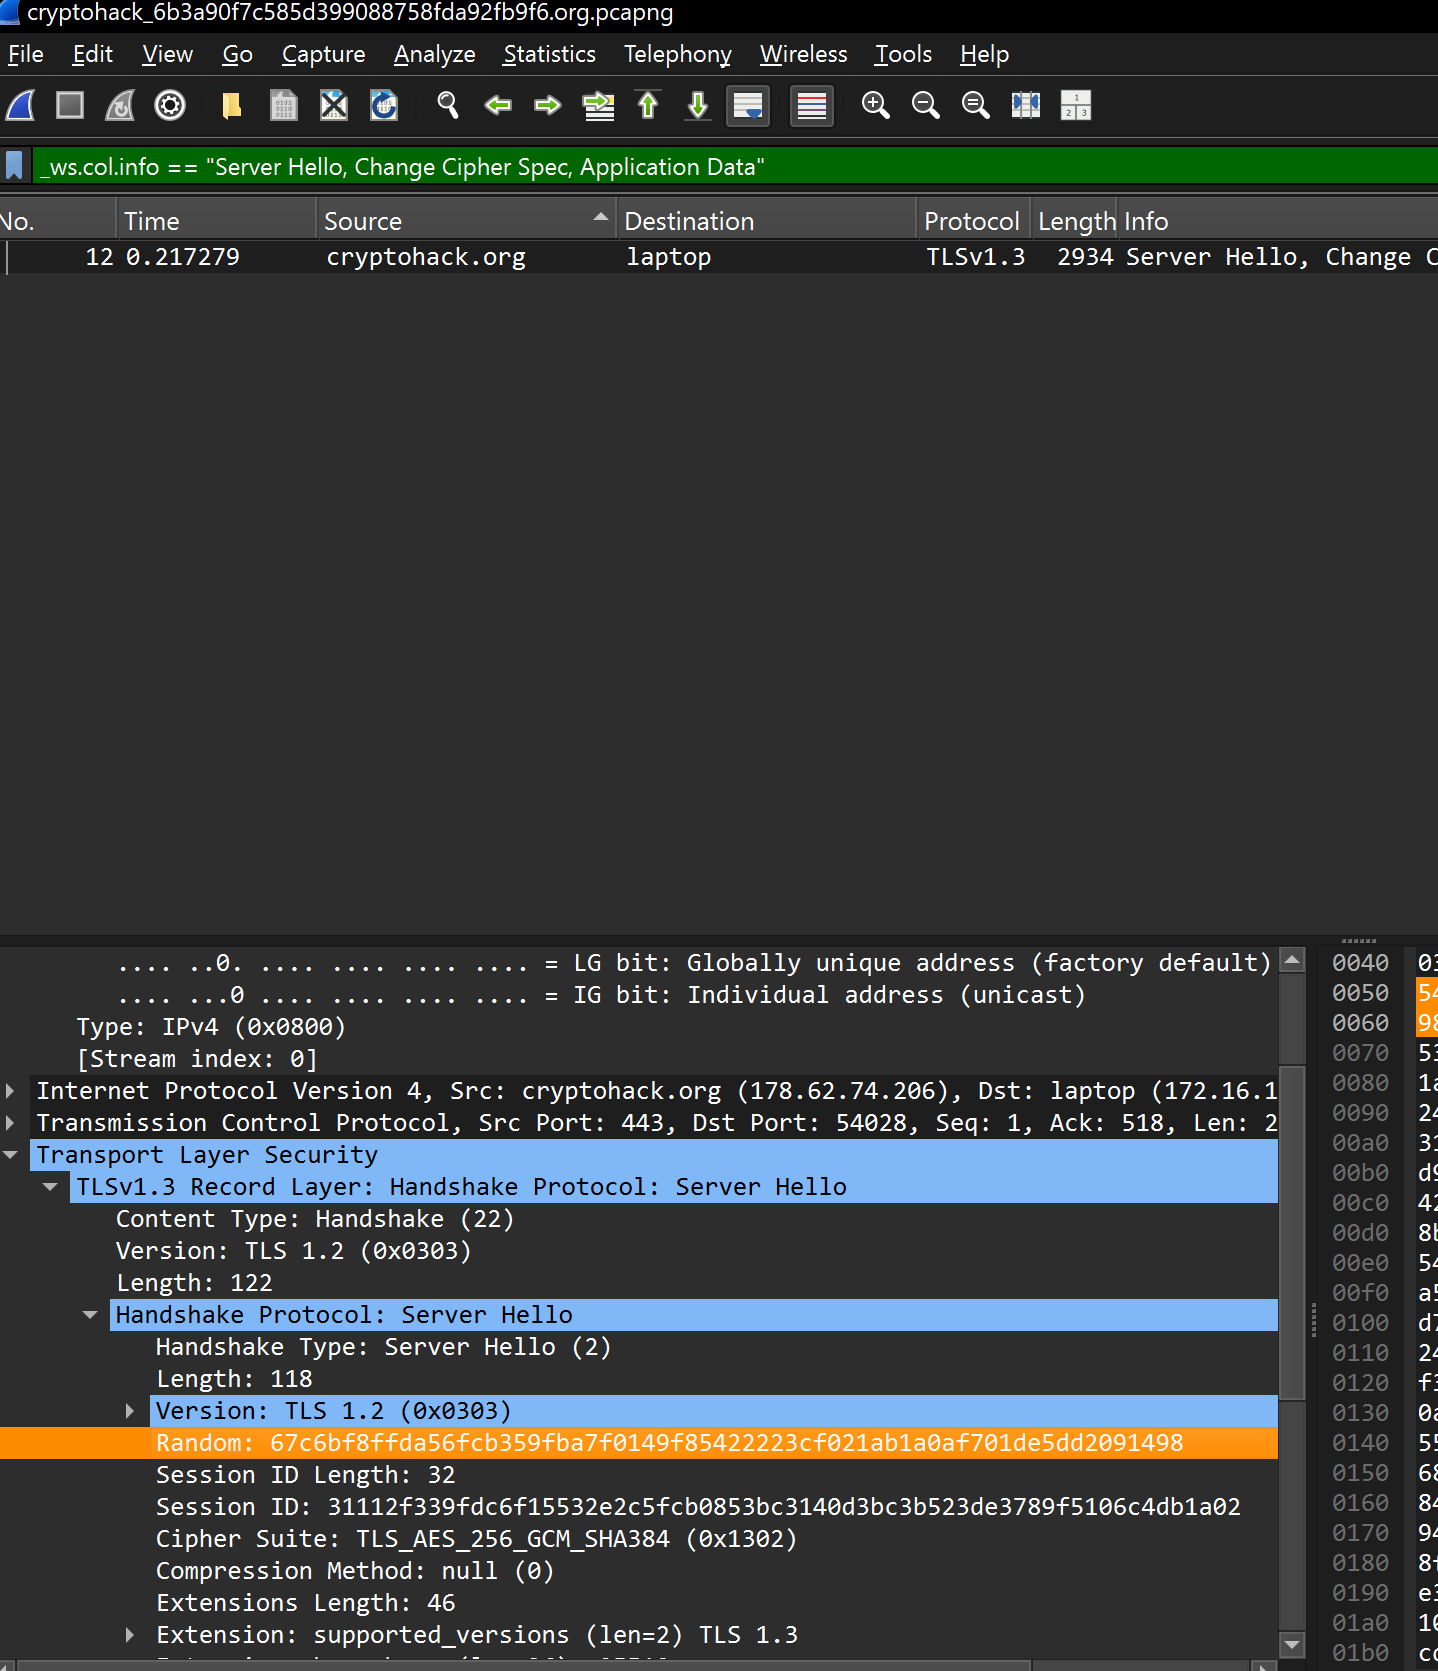 cryptohack_6b3a90f7c585d399088758fda92fb9f6.org.pcapng
File Edit View Go Capture Analyze Statistics Telephony Wireless Tools Help
_ws.col.info == "Server Hello, Change Cipher Spec, Application Data"
No. Time Source Destination Protocol Length Info
12 0.217279 cryptohack.org laptop TLSv1.3 2934 Server Hello, Change C
.... ..0. .... .... .... .... = LG bit: Globally unique address (factory default)
.... ...0 .... .... .... .... = IG bit: Individual address (unicast)
Type: IPv4 (0x0800)
[Stream index: 0]
Internet Protocol Version 4, Src: cryptohack.org (178.62.74.206), Dst: laptop (172.16.1
Transmission Control Protocol, Src Port: 443, Dst Port: 54028, Seq: 1, Ack: 518, Len: 2
Transport Layer Security
TLSv1.3 Record Layer: Handshake Protocol: Server Hello
Content Type: Handshake (22)
Version: TLS 1.2 (0x0303)
Length: 122
Handshake Protocol: Server Hello
Handshake Type: Server Hello (2)
Length: 118
Version: TLS 1.2 (0x0303)
Random: 67c6bf8ffda56fcb359fba7f0149f85422223cf021ab1a0af701de5dd2091498
Session ID Length: 32
Session ID: 31112f339fdc6f15532e2c5fcb0853bc3140d3bc3b523de3789f5106c4db1a02
Cipher Suite: TLS_AES_256_GCM_SHA384 (0x1302)
Compression Method: null (0)
Extensions Length: 46
Extension: supported_versions (len=2) TLS 1.3
0040 03
0050 54
0060 98
0070 53
0080 1a
0090 24
00a0 31
00b0 d9
00c0 42
00d0 8b
00e0 54
00f0 a5
0100 d7
0110 24
0120 f3
0130 0a
0140 55
0150 68
0160 84
0170 94
0180 8f
0190 e3
01a0 10
01b0